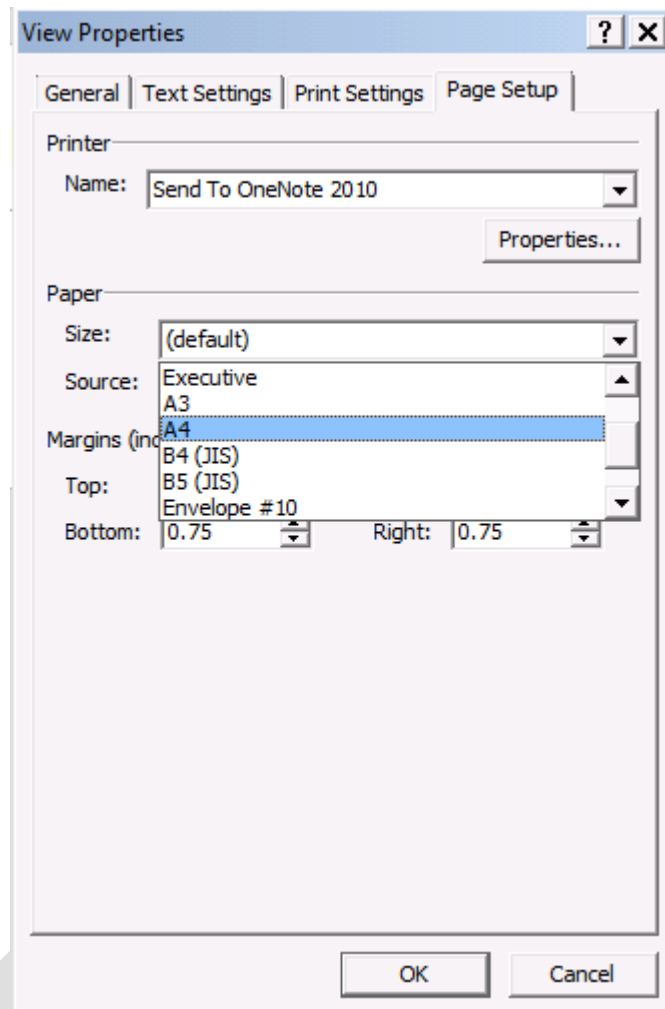 View Properties
General Text Settings Print Settings Page Setup
Printer
Name: Send To OneNote 2010
Properties...
Paper
Size: (default)
Source: Executive
A3
Margins (inc A4
B4 (JIS)
Top: B5 (JIS)
Envelope #10
Bottom: 0.75 Right: 0.75
OK Cancel